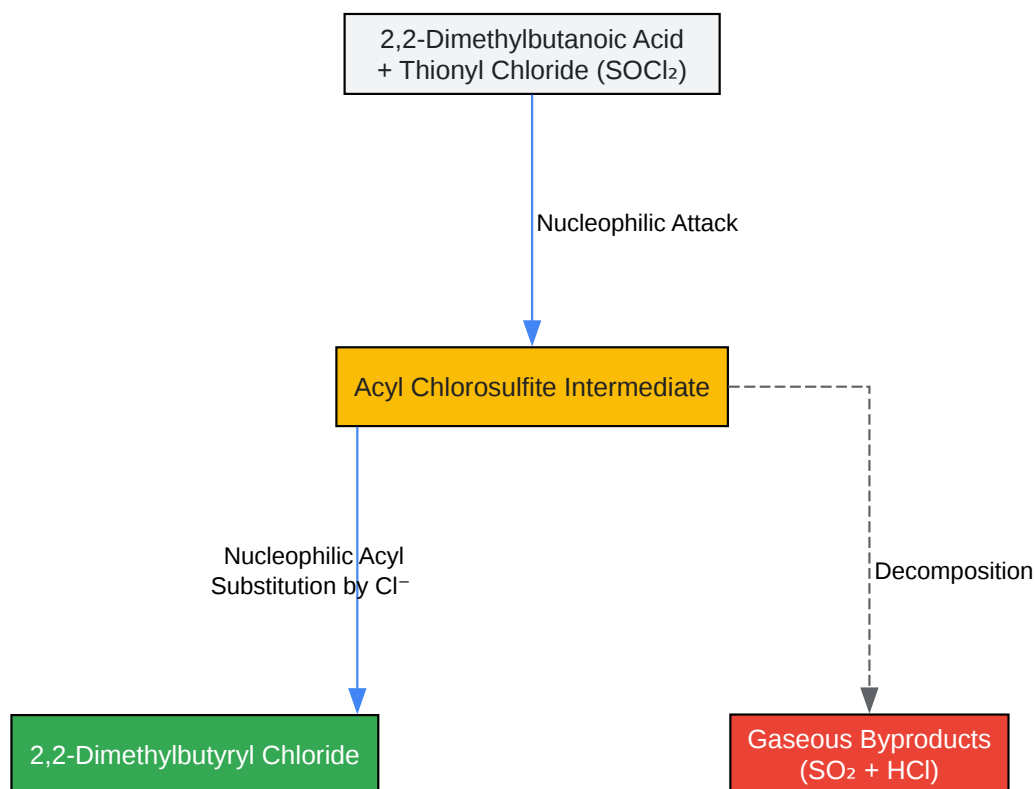 2,2-Dimethylbutanoic Acid
+ Thionyl Chloride (SOCl₂)
Nucleophilic Attack
Acyl Chlorosulfite Intermediate
Nucleophilic Acyl
Substitution by Cl⁻
Decomposition
2,2-Dimethylbutyryl Chloride
Gaseous Byproducts
(SO₂ + HCl)